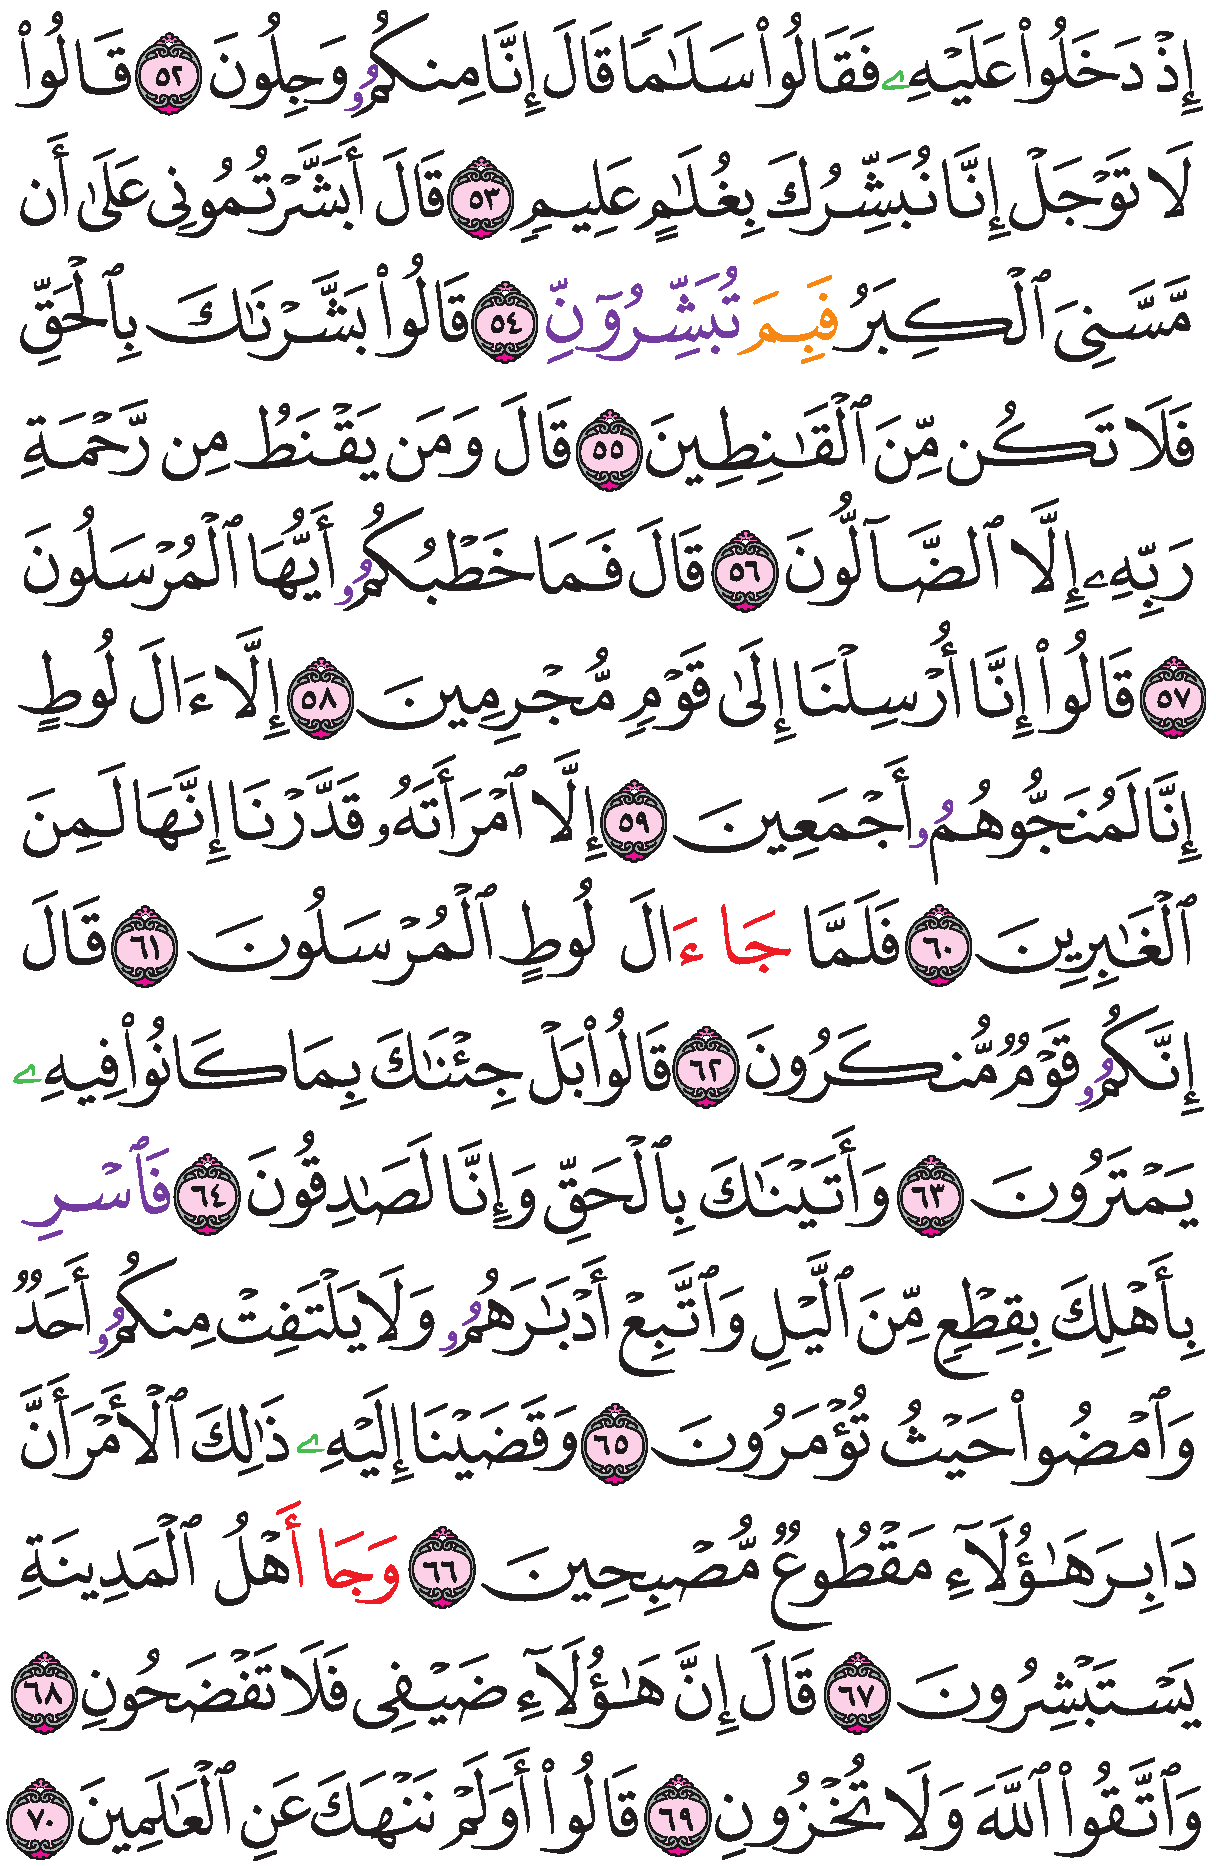 إِذْ دَخَلُواْ عَلَيْهِۦ فَقَالُواْ سَلَٰمٗا قَالَ إِنَّا مِنكُمُۥ وَجِلُونَ ٥٢ قَالُواْ
لَا تَوْجَلْ إِنَّا نُبَشِّرُكَ بِغُلَٰمٍ عَلِيمٖ ٥٣ قَالَ أَبَشَّرْتُمُونِي عَلَىٰ أَن
مَّسَّنِيَ ٱلْكِبَرُ فَبِمَ تُبَشِّرُوٓنِّ ٥٤ قَالُواْ بَشَّرْنَٰكَ بِٱلْحَقِّ
فَلَا تَكُن مِّنَ ٱلْقَٰنِطِينَ ٥٥ قَالَ وَمَن يَقْنَطُ مِن رَّحْمَةِ
رَبِّهِۦ إِلَّا ٱلضَّآلُّونَ ٥٦ قَالَ فَمَا خَطْبُكُمُۥ أَيُّهَا ٱلْمُرْسَلُونَ
٥٧ قَالُواْ إِنَّا أُرْسِلْنَا إِلَىٰ قَوْمٖ مُّجْرِمِينَ ٥٨ إِلَّا ءَالَ لُوطٍ
إِنَّا لَمُنَجُّوهُمُۥ أَجْمَعِينَ ٥٩ إِلَّا ٱمْرَأَتَهُۥ قَدَّرْنَا إِنَّهَا لَمِنَ
ٱلْغَٰبِرِينَ ٦٠ فَلَمَّا جَا ءَالَ لُوطٍ ٱلْمُرْسَلُونَ ٦١ قَالَ
إِنَّكُمُۥ قَوْمٞ مُّنكَرُونَ ٦٢ قَالُواْ بَلْ جِئْنَٰكَ بِمَا كَانُواْ فِيهِۦ
يَمْتَرُونَ ٦٣ وَأَتَيْنَٰكَ بِٱلْحَقِّ وَإِنَّا لَصَٰدِقُونَ ٦٤ فَٱسْرِ
بِأَهْلِكَ بِقِطْعٖ مِّنَ ٱلَّيْلِ وَٱتَّبِعْ أَدْبَٰرَهُمُۥ وَلَا يَلْتَفِتْ مِنكُمُۥ أَحَدٞ
وَٱمْضُواْ حَيْثُ تُؤْمَرُونَ ٦٥ وَقَضَيْنَا إِلَيْهِۦ ذَٰلِكَ ٱلْأَمْرَ أَنَّ
دَابِرَ هَٰؤُلَآءِ مَقْطُوعٞ مُّصْبِحِينَ ٦٦ وَجَا أَهْلُ ٱلْمَدِينَةِ
يَسْتَبْشِرُونَ ٦٧ قَالَ إِنَّ هَٰؤُلَآءِ ضَيْفِي فَلَا تَفْضَحُونِ ٦٨
وَٱتَّقُواْ ٱللَّهَ وَلَا تُخْزُونِ ٦٩ قَالُواْ أَوَلَمْ نَنْهَكَ عَنِ ٱلْعَٰلَمِينَ ٧٠